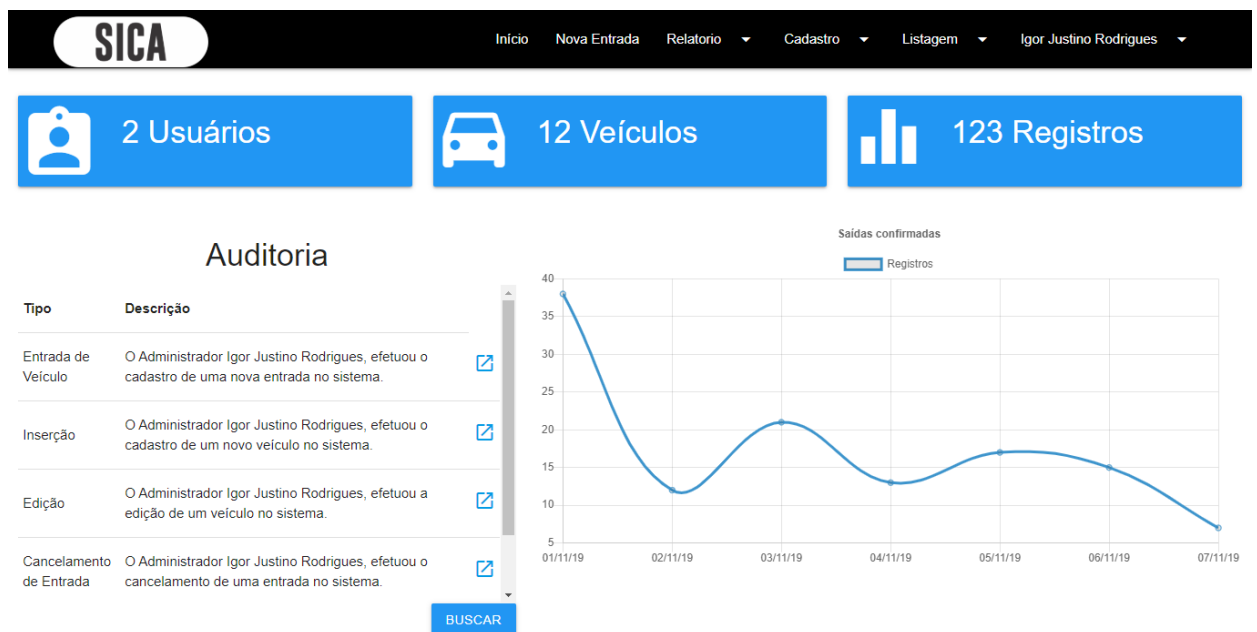 SICA
Início Nova Entrada Relatorio Cadastro Listagem Igor Justino Rodrigues
2 Usuários
12 Veículos
123 Registros
Auditoria
Tipo Descrição
Entrada de Veículo
O Administrador Igor Justino Rodrigues, efetuou o
cadastro de uma nova entrada no sistema.
Inserção
O Administrador Igor Justino Rodrigues, efetuou o
cadastro de um novo veículo no sistema.
Edição
O Administrador Igor Justino Rodrigues, efetuou a
edição de um veículo no sistema.
Cancelamento
de Entrada
O Administrador Igor Justino Rodrigues, efetuou o
cancelamento de uma entrada no sistema.
BUSCAR
Saídas confirmadas
Registros
40
35
30
25
20
15
10
5
01/11/19 02/11/19 03/11/19 04/11/19 05/11/19 06/11/19 07/11/19